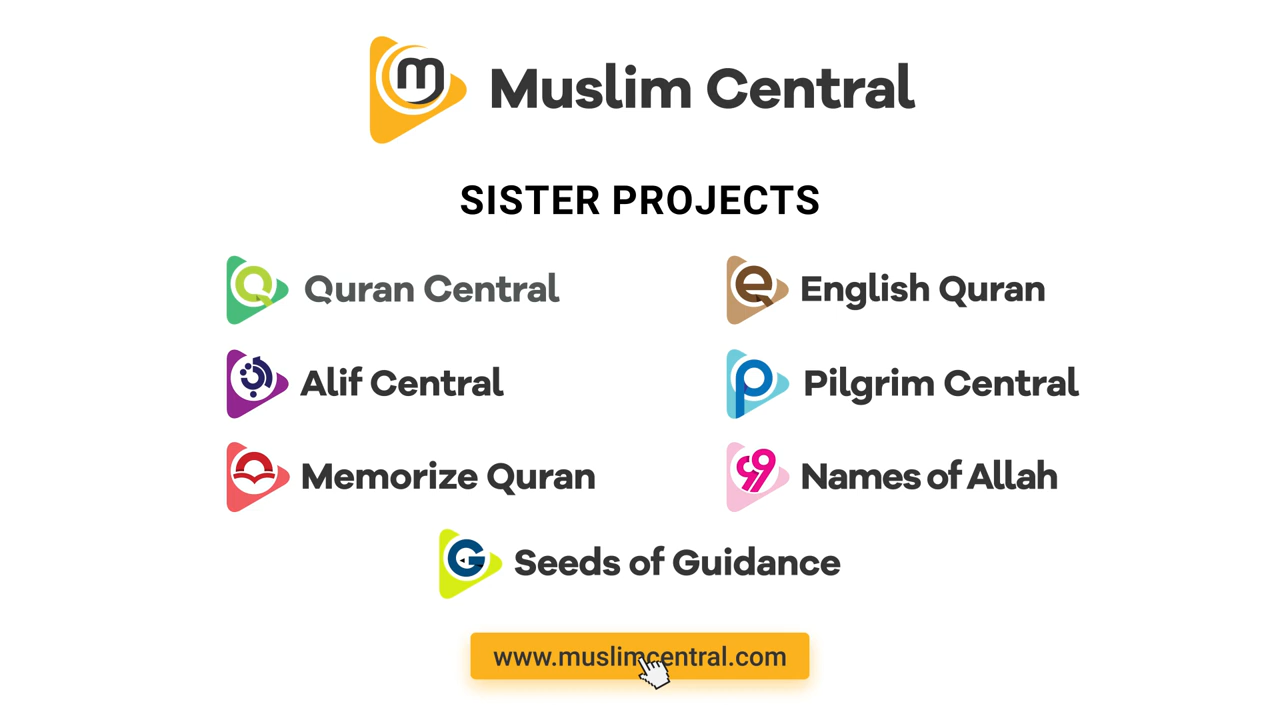 Muslim Central
SISTER PROJECTS
Quran Central
English Quran
Alif Central
Pilgrim Central
Memorize Quran
99 Names of Allah
Seeds of Guidance
www.muslimcentral.com